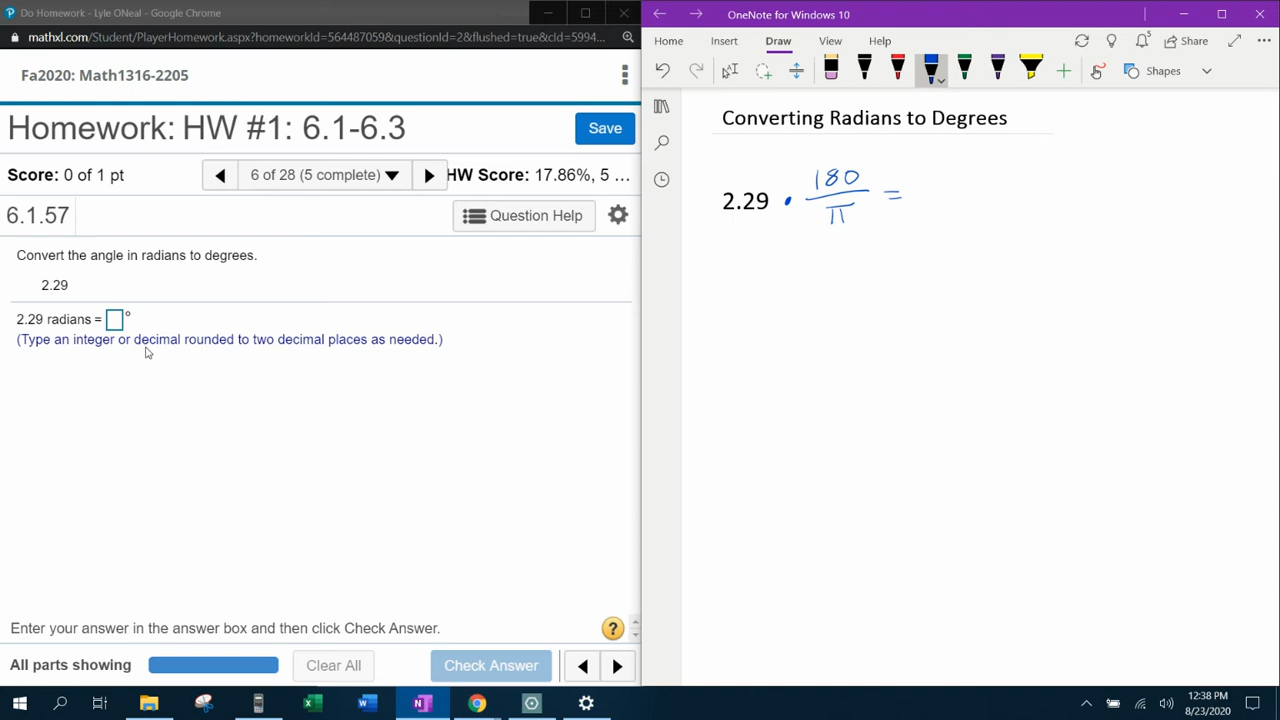 Do Homework - Lyle ONeal - Google Chrome
mathxl.com/Student/PlayerHomework.aspx?homeworkId=564487059&questionId=2&flushed=true&cId=5994...
Fa2020: Math1316-2205
Homework: HW #1: 6.1-6.3
Save
Score: 0 of 1 pt
6 of 28 (5 complete)
HW Score: 17.86%, 5 ...
6.1.57
Question Help
Convert the angle in radians to degrees.
2.29
2.29 radians = °
(Type an integer or decimal rounded to two decimal places as needed.)
Enter your answer in the answer box and then click Check Answer.
?
All parts showing
Clear All
Check Answer
OneNote for Windows 10
Home Insert Draw View Help
Share
Shapes
Converting Radians to Degrees
2.29 • 180/π =
12:38 PM
8/23/2020